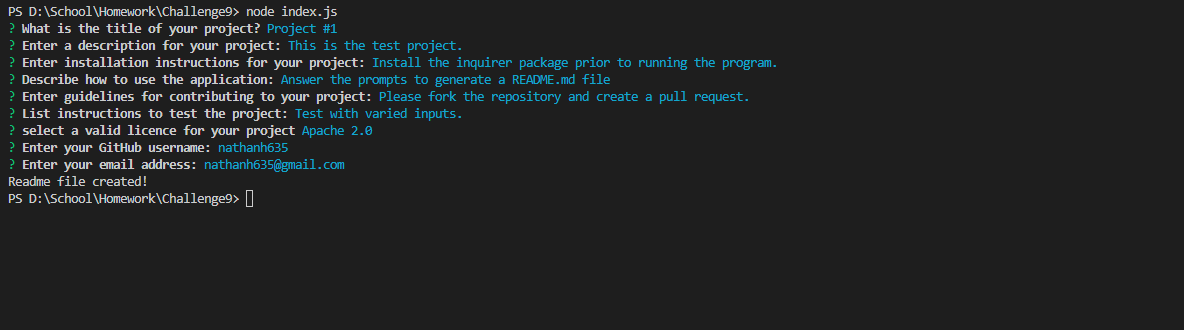 PS D:\School\Homework\Challenge9> node index.js
? What is the title of your project? Project #1
? Enter a description for your project: This is the test project.
? Enter installation instructions for your project: Install the inquirer package prior to running the program.
? Describe how to use the application: Answer the prompts to generate a README.md file
? Enter guidelines for contributing to your project: Please fork the repository and create a pull request.
? List instructions to test the project: Test with varied inputs.
? select a valid licence for your project Apache 2.0
? Enter your GitHub username: nathanh635
? Enter your email address: nathanh635@gmail.com
Readme file created!
PS D:\School\Homework\Challenge9>